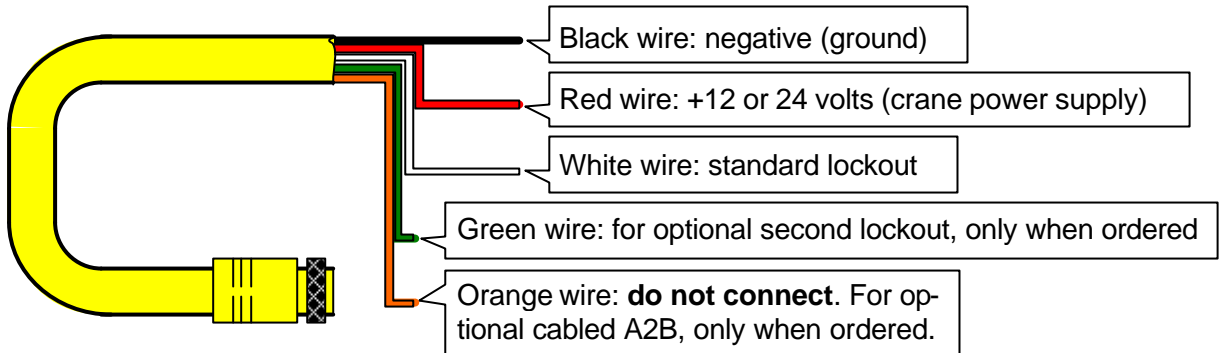 Black wire: negative (ground)
Red wire: +12 or 24 volts (crane power supply)
White wire: standard lockout
Green wire: for optional second lockout, only when ordered
Orange wire: do not connect. For op-
tional cabled A2B, only when ordered.